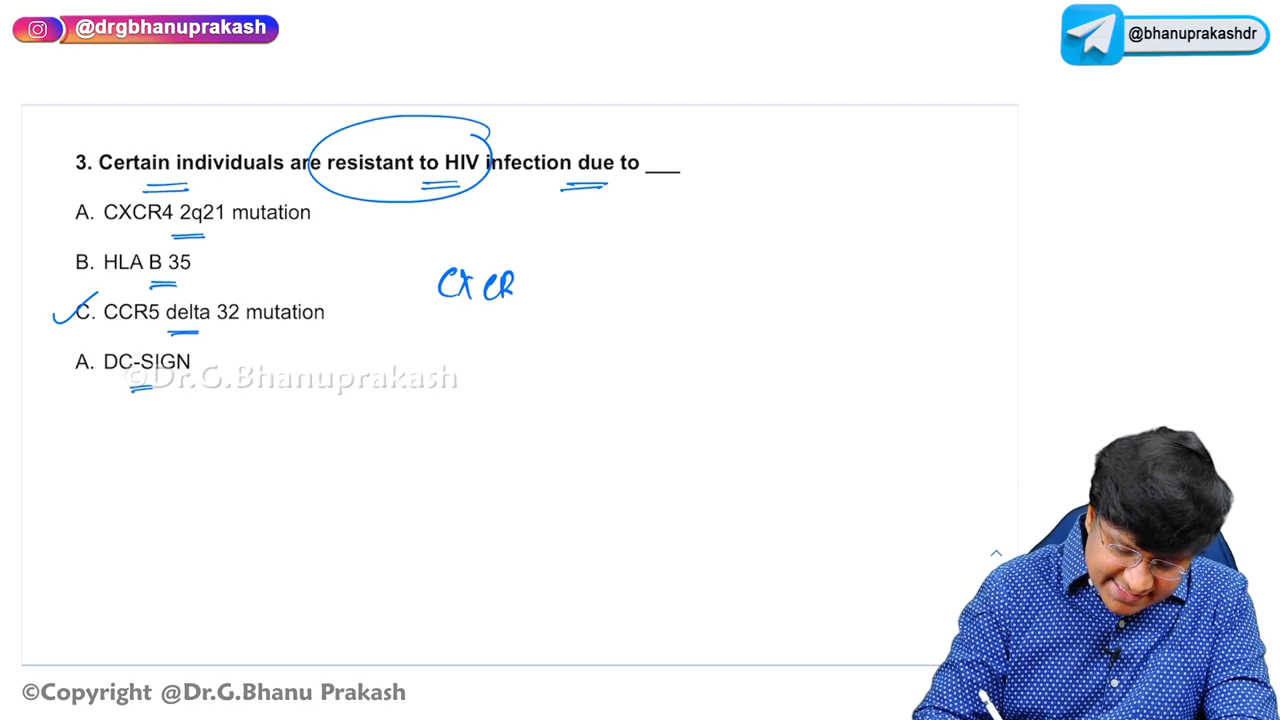 @drgbhanuprakash
@bhanuprakashdr
3. Certain individuals are resistant to HIV infection due to ___
A. CXCR4 2q21 mutation
B. HLA B 35
CX CR
C. CCR5 delta 32 mutation
A. DC-SIGN
©Dr.G.Bhanuprakash
©Copyright @Dr.G.Bhanu Prakash